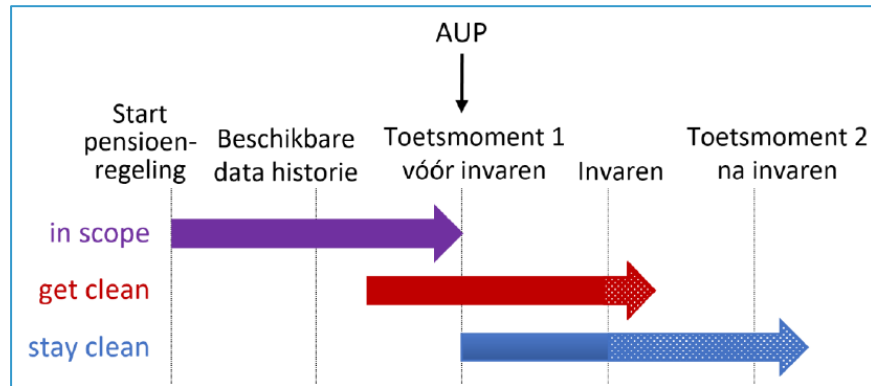 AUP
Start
pensioen-
regeling
Beschikbare
data historie
Toetsmoment 1
vóór invaren
Invaren
Toetsmoment 2
na invaren
in scope
get clean
stay clean